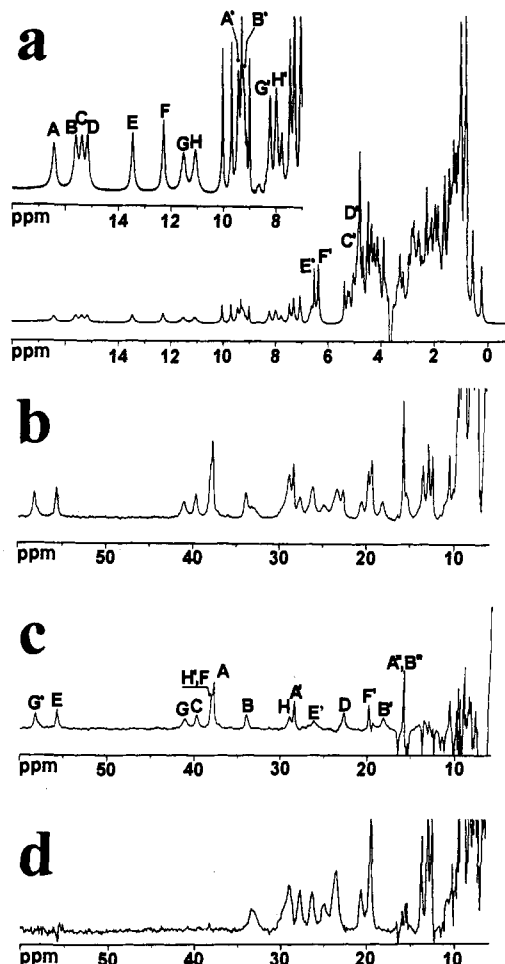 a
A' B'
G' H'
A B C D E F G H
ppm 14 12 10 8
D' C'
E' F'
ppm 14 12 10 8 6 4 2 0
b
ppm 50 40 30 20 10
c
G' E H',F A G C B H A' E' D F' B'
ppm 50 40 30 20 10
d
ppm 50 40 30 20 10